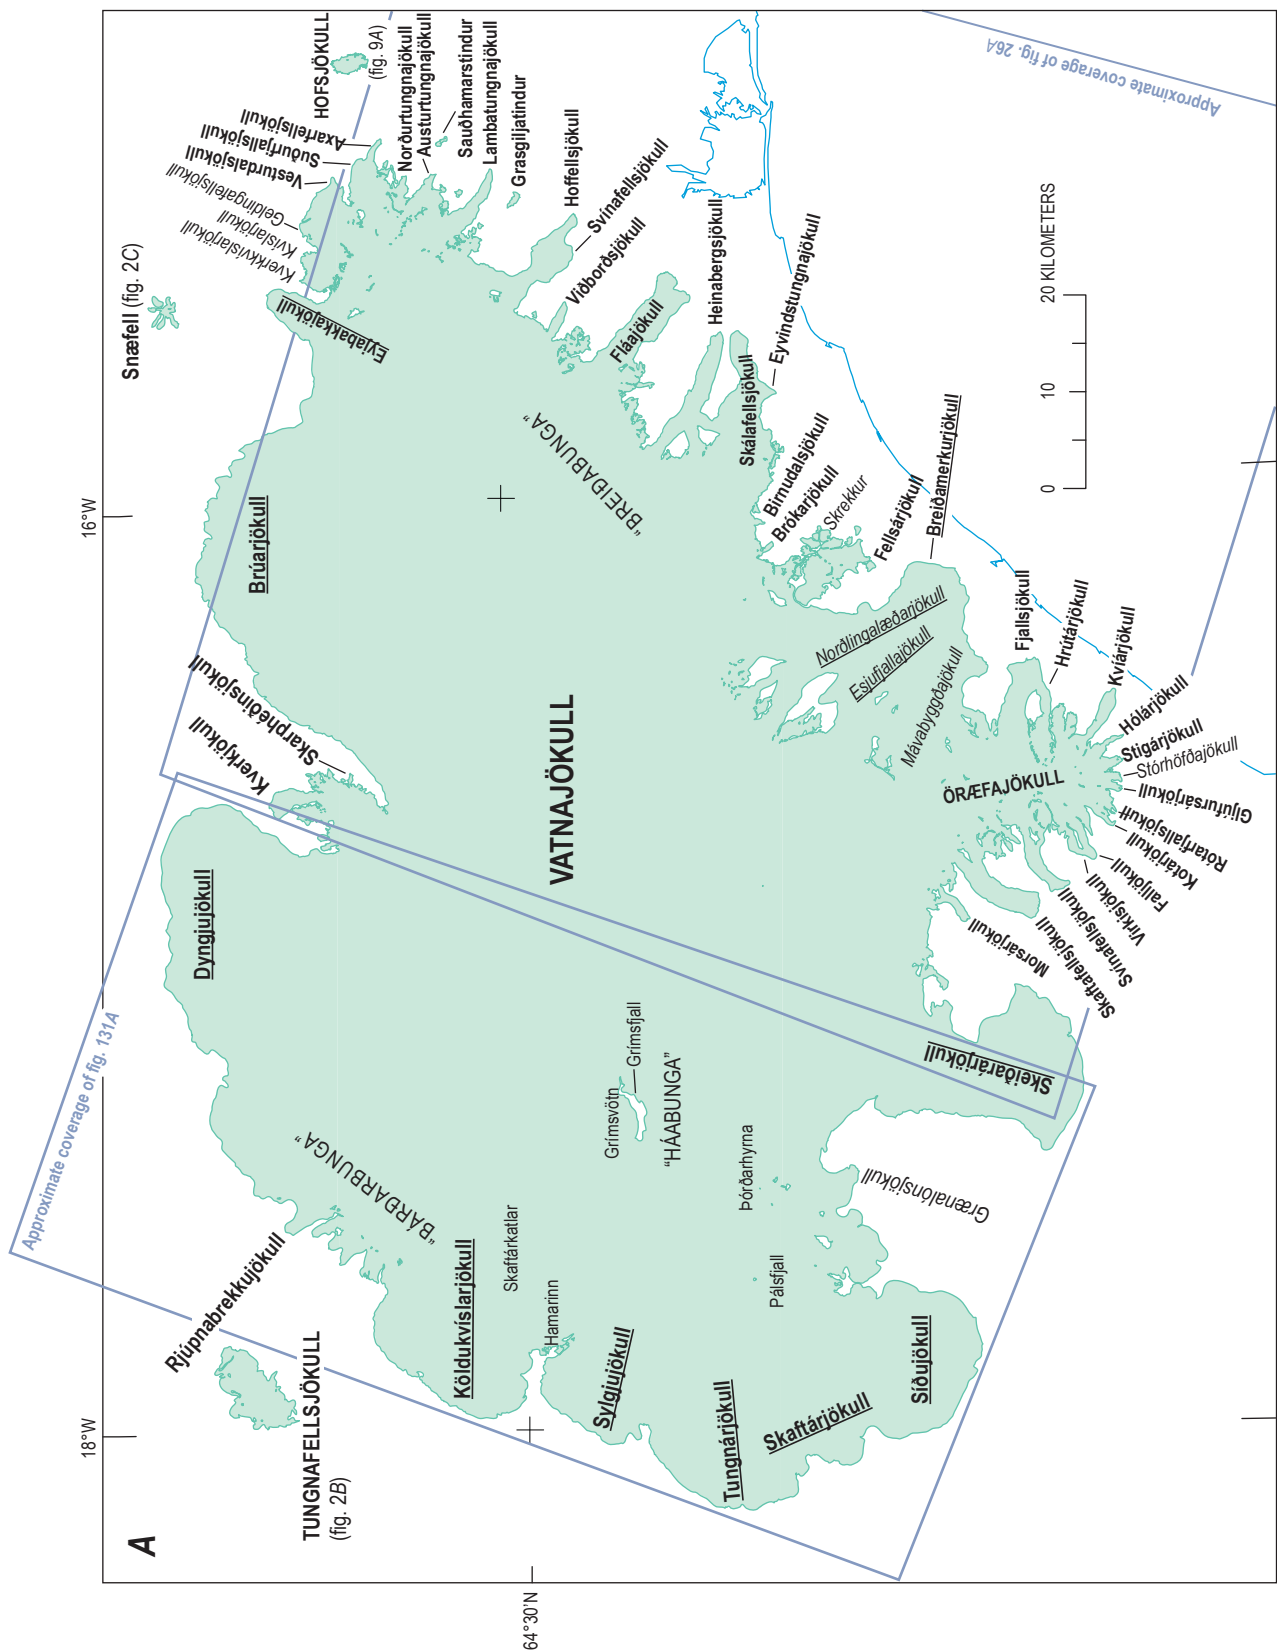 A
18°W
16°W
64°30'N
Approximate coverage of fig. 131A
Approximate coverage of fig. 26A
TUNGNAFELLSJÖKULL
(fig. 2B)
Rjúpnabrekkujökull
"BÁRÐARBUNGA"
Dyngjujökull
Kverkjökull
Skarphéðinsjökull
Brúarjökull
Snæfell (fig. 2C)
Eyjabakkajökull
Kverkkvíslarjökull
Kvíslarjökull
Geldingafellsjökull
Vesturdalsjökull
Suðurfjallsjökull
Axarfellsjökull
HOFSJÖKULL
(fig. 9A)
Norðurtungnajökull
Austurtungnajökull
Sauðhamarstindur
Lambatungnajökull
Grasgiljatindur
Hoffellsjökull
Svínafellsjökull
Viðborðsjökull
Fláajökull
Heinabergsjökull
Skálafellsjökull
Eyvindstungnajökull
"BREIÐABUNGA"
Birnudalsjökull
Brókarjökull
Skrekkur
Fellsárjökull
Breiðamerkurjökull
Norðlingalæðarjökull
Esjufjallajökull
Mávabyggðajökull
Köldukvíslarjökull
Skaftárkatlar
Hamarinn
Sylgjujökull
VATNAJÖKULL
Grímsvötn
Grímsfjall
"HÁABUNGA"
Þórðarhyrna
Pálsfjall
Tungnárjökull
Skaftárjökull
Síðujökull
Grænalónsjökull
Skeiðarárjökull
Morsárjökull
Skaftafellsjökull
Svínafellsjökull
Virkisjökull
Falljökull
Kotárjökull
Rótarfjallsjökull
Gljúfursárjökull
Stórhöfðajökull
Stigárjökull
Hólárjökull
Kvíárjökull
Hrútárjökull
Fjallsjökull
ÖRÆFAJÖKULL
0 10 20 KILOMETERS